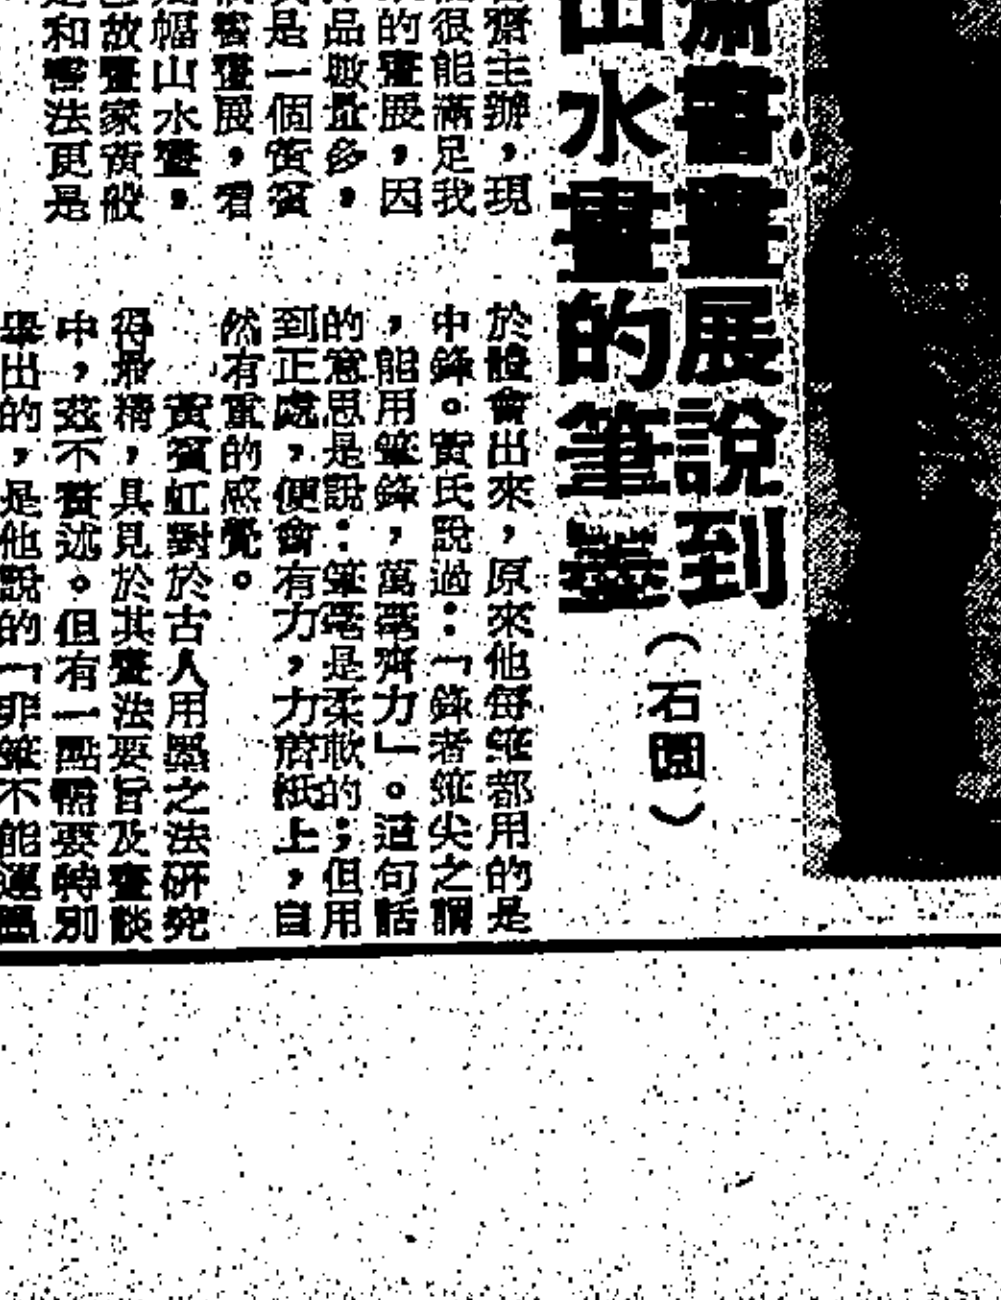 齋書畫展說到
山水畫的筆墨
（石園）
齋主辦，現
很能滿足我
的畫展，因
品數量多，
是一個黃賓
書畫展，看
幅山水畫，
故畫家黃般
和書法更是
於體會出來，原來他每筆都用的是
中鋒。黃氏說過：「鋒者筆尖之謂
，能用筆鋒，萬毫齊力」。這句話
的意思是說：筆毫是柔軟的；但用
到正處，便會有力，力齊紙上，自
然有重的感覺。
黃賓虹對於古人用墨之法研究
得最精，具見於其畫法要旨及畫談
中，茲不贅述。但有一點需要特別
舉出的，是他說的「非筆不能運墨